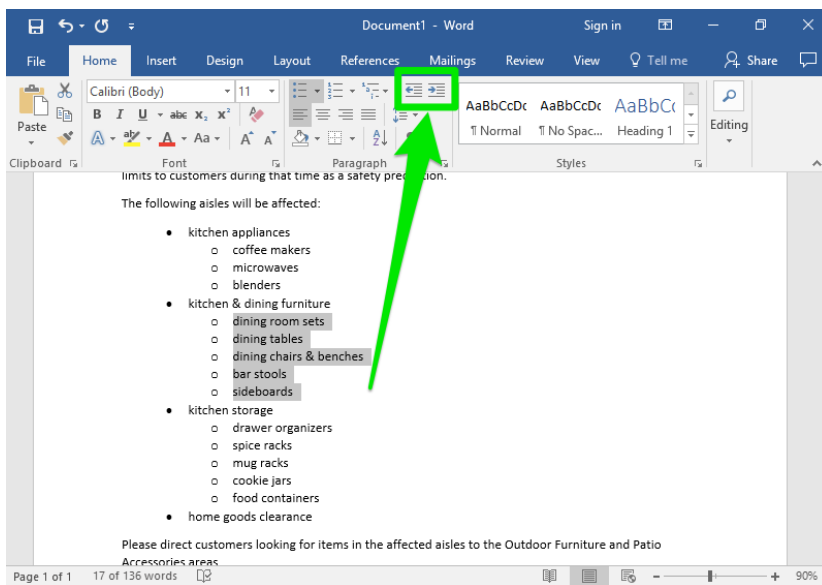 Document1 - Word
Sign in
File Home Insert Design Layout References Mailings Review View Tell me Share
Calibri (Body) 11
B I U abc X₂ X² A
ab A Aa A A
AaBbCcDc AaBbCcDc AaBbC
¶ Normal ¶ No Spac... Heading 1
Paste
Editing
Clipboard Font Paragraph Styles
limits to customers during that time as a safety
The following aisles will be affected:
• kitchen appliances
o coffee makers
o microwaves
o blenders
• kitchen & dining furniture
o dining room sets
o dining tables
o dining chairs & benches
o bar stools
o sideboards
• kitchen storage
o drawer organizers
o spice racks
o mug racks
o cookie jars
o food containers
• home goods clearance
Please direct customers looking for items in the affected aisles to the Outdoor Furniture and Patio
Accessories areas
Page 1 of 1 17 of 136 words 90%